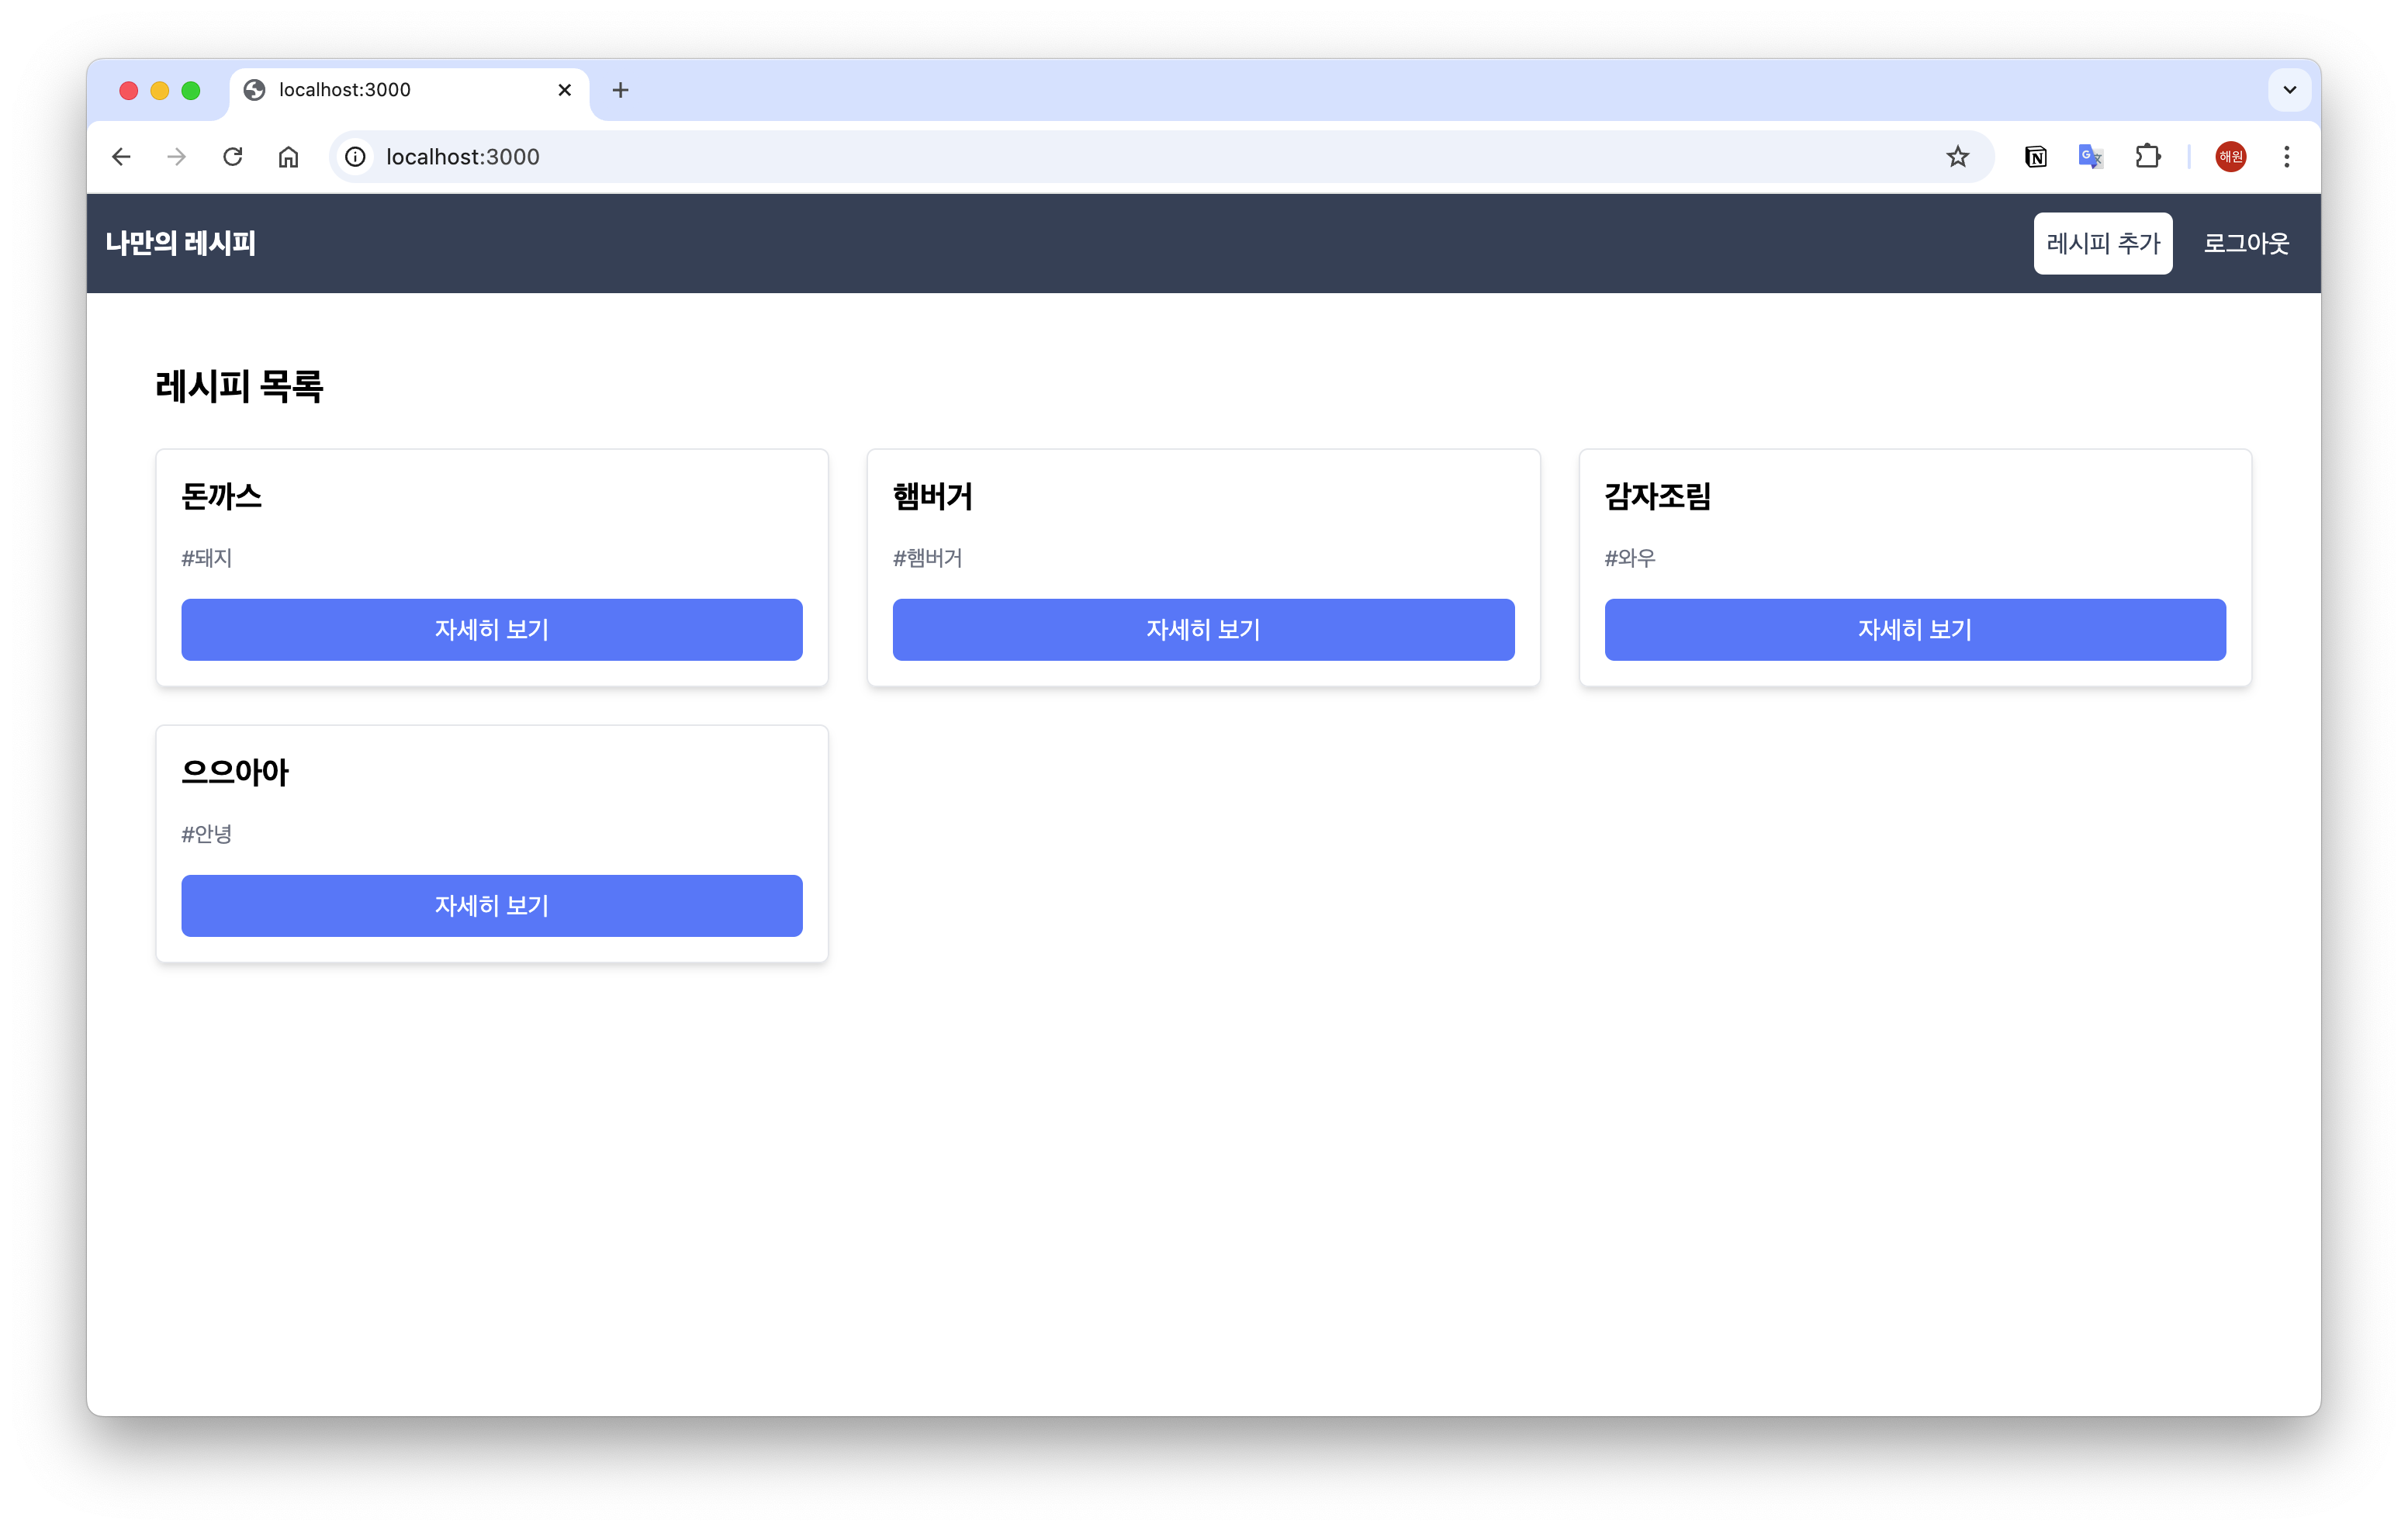 localhost:3000
localhost:3000
해원
나만의 레시피
레시피 추가
로그아웃
레시피 목록
돈까스
#돼지
자세히 보기
햄버거
#햄버거
자세히 보기
감자조림
#와우
자세히 보기
으으아아
#안녕
자세히 보기